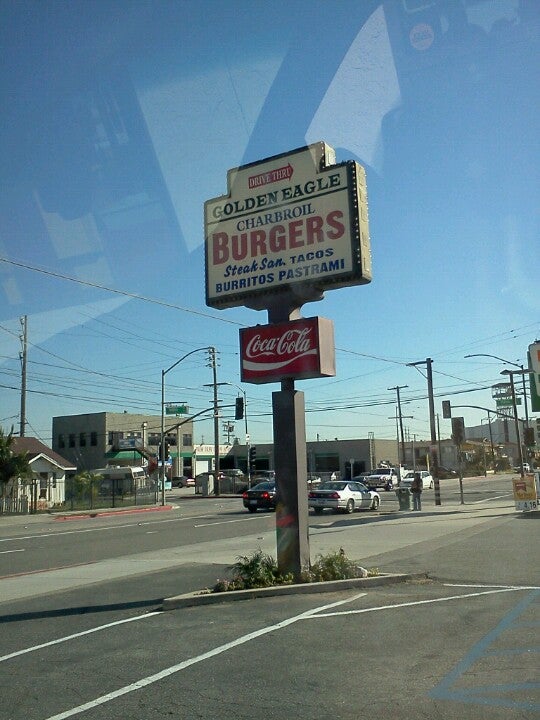 DRIVE THRU
GOLDEN EAGLE
CHARBROIL
BURGERS
Steak San. TACOS
BURRITOS PASTRAMI
Coca-Cola